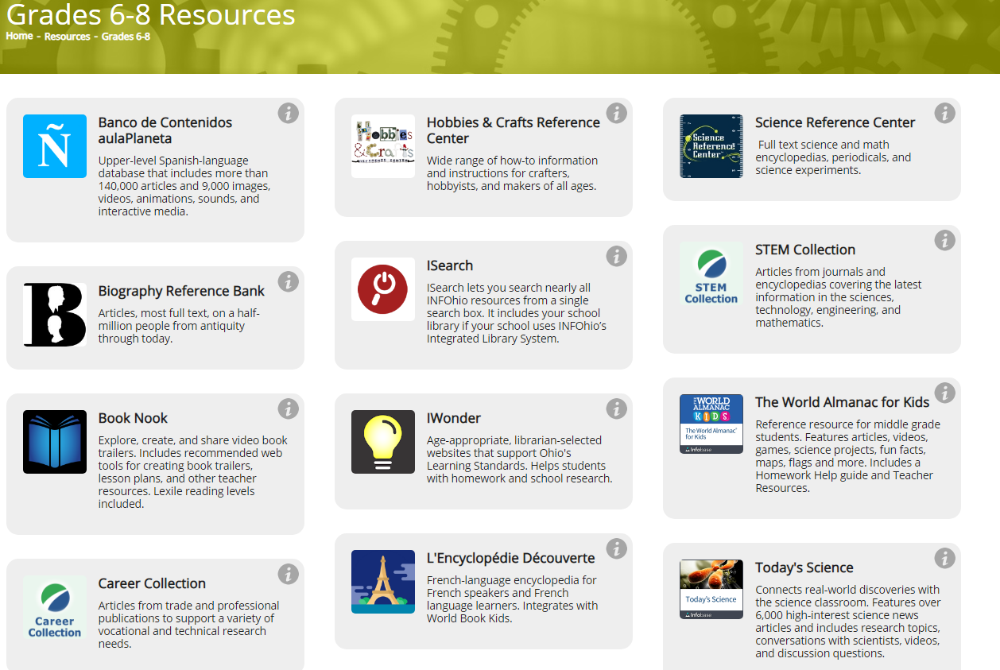 Grades 6-8 Resources
Home - Resources - Grades 6-8
Ñ
Banco de Contenidos
aulaPlaneta
Upper-level Spanish-language
database that includes more than
140,000 articles and 9,000 images,
videos, animations, sounds, and
interactive media.
i
B
Biography Reference Bank
Articles, most full text, on a half-
million people from antiquity
through today.
i
Book Nook
Explore, create, and share video book
trailers. Includes recommended web
tools for creating book trailers,
lesson plans, and other teacher
resources. Lexile reading levels
included.
i
Career
Collection
Career Collection
Articles from trade and professional
publications to support a variety of
vocational and technical research
needs.
i
Hobbies
& Crafts
REFERENCE CENTER
Hobbies & Crafts Reference
Center
Wide range of how-to information
and instructions for crafters,
hobbyists, and makers of all ages.
i
ISearch
ISearch lets you search nearly all
INFOhio resources from a single
search box. It includes your school
library if your school uses INFOhio’s
Integrated Library System.
i
IWonder
Age-appropriate, librarian-selected
websites that support Ohio's
Learning Standards. Helps students
with homework and school research.
i
L'Encyclopédie Découverte
French-language encyclopedia for
French speakers and French
language learners. Integrates with
World Book Kids.
i
Science
Reference
Center
Science Reference Center
Full text science and math
encyclopedias, periodicals, and
science experiments.
i
STEM
Collection
STEM Collection
Articles from journals and
encyclopedias covering the latest
information in the sciences,
technology, engineering, and
mathematics.
i
THE WORLD
ALMANAC
KIDS
The World Almanac®
for Kids
Infobase
The World Almanac for Kids
Reference resource for middle grade
students. Features articles, videos,
games, science projects, fun facts,
maps, flags and more. Includes a
Homework Help guide and Teacher
Resources.
i
Today's Science
Infobase
Today's Science
Connects real-world discoveries with
the science classroom. Features over
6,000 high-interest science news
articles and includes research topics,
conversations with scientists, videos,
and discussion questions.
i